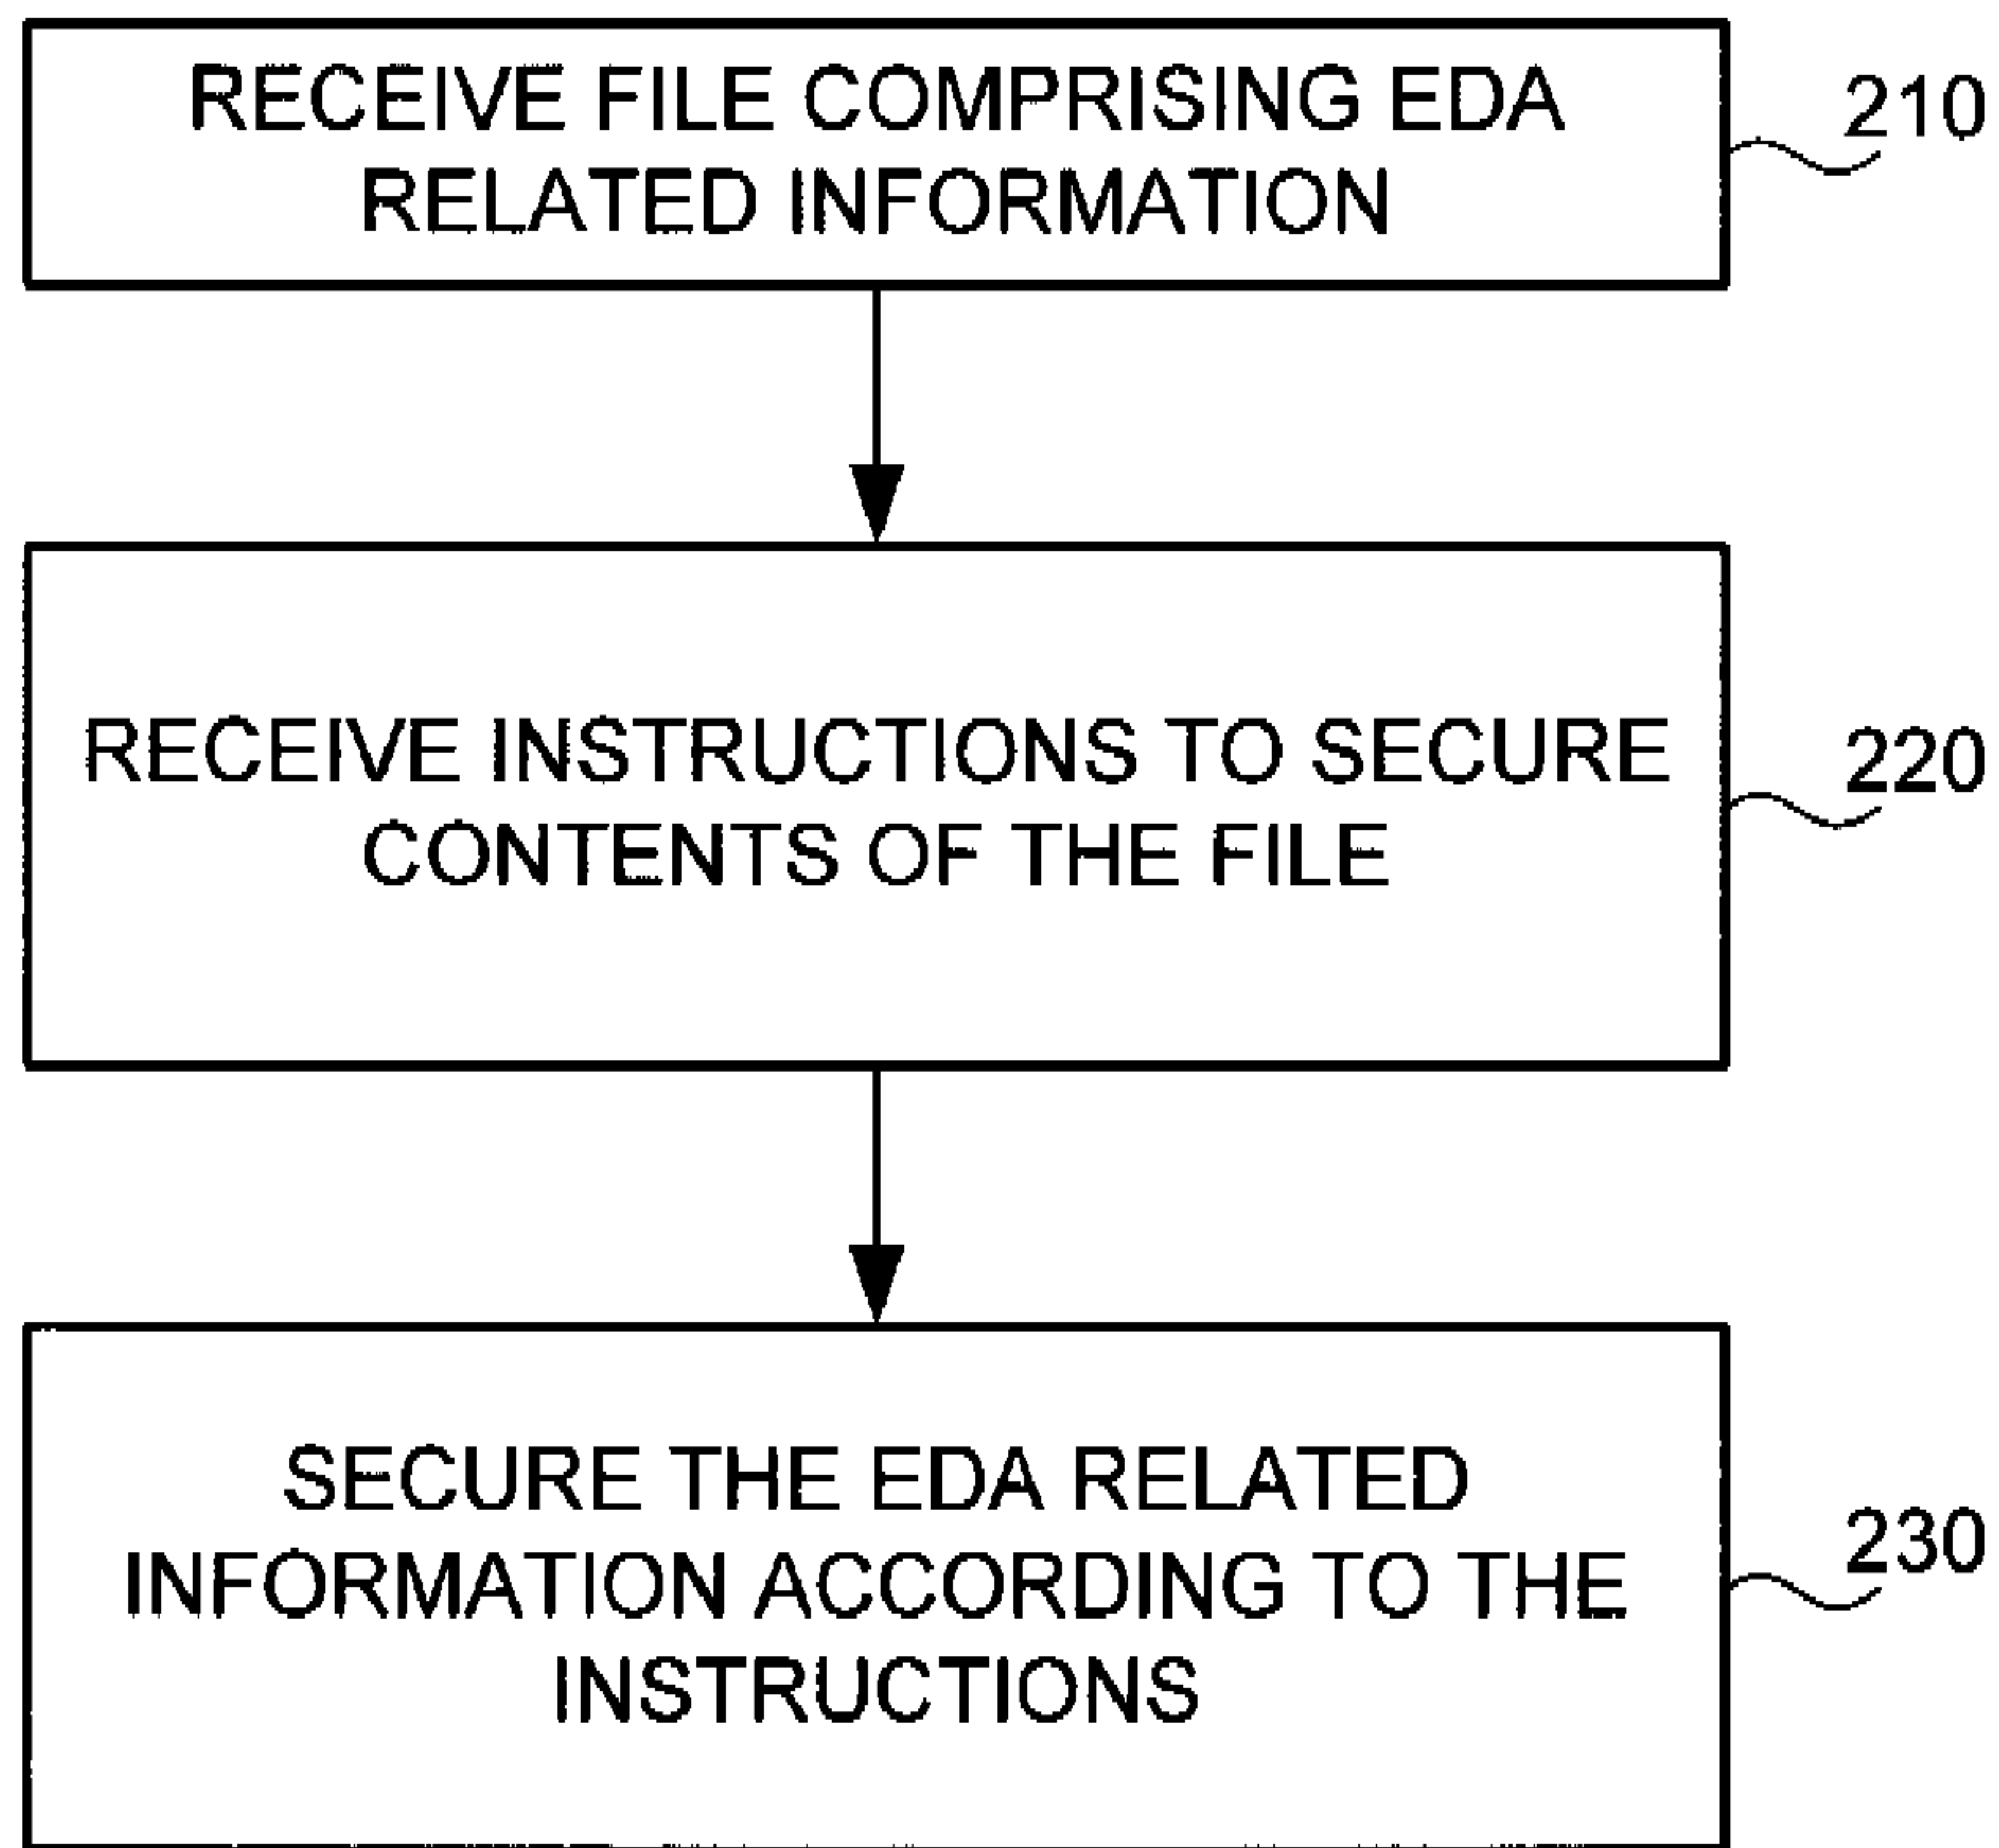 RECEIVE FILE COMPRISING EDA
RELATED INFORMATION
210
RECEIVE INSTRUCTIONS TO SECURE
CONTENTS OF THE FILE
220
SECURE THE EDA RELATED
INFORMATION ACCORDING TO THE
INSTRUCTIONS
230